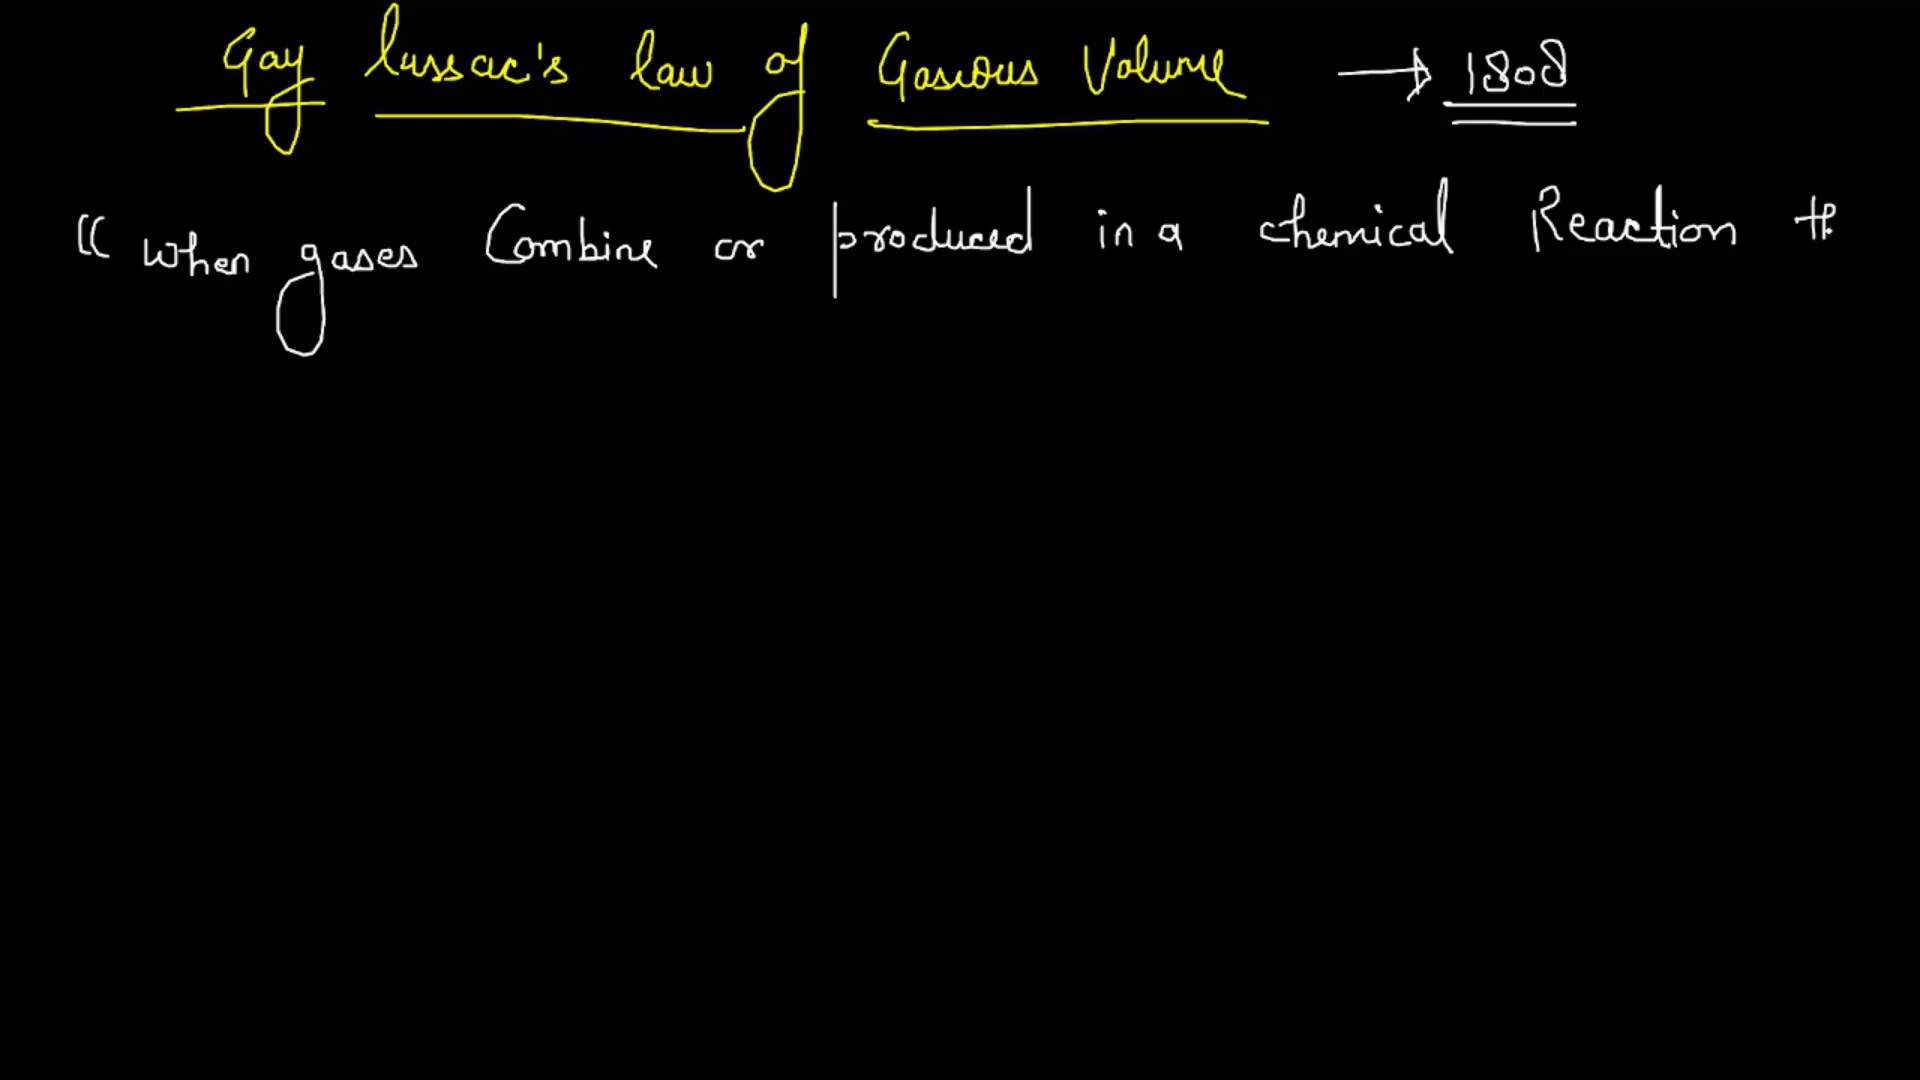 Gay lussac's law of Gaseous Volume → 1808
(( When gases Combine or produced in a chemical Reaction